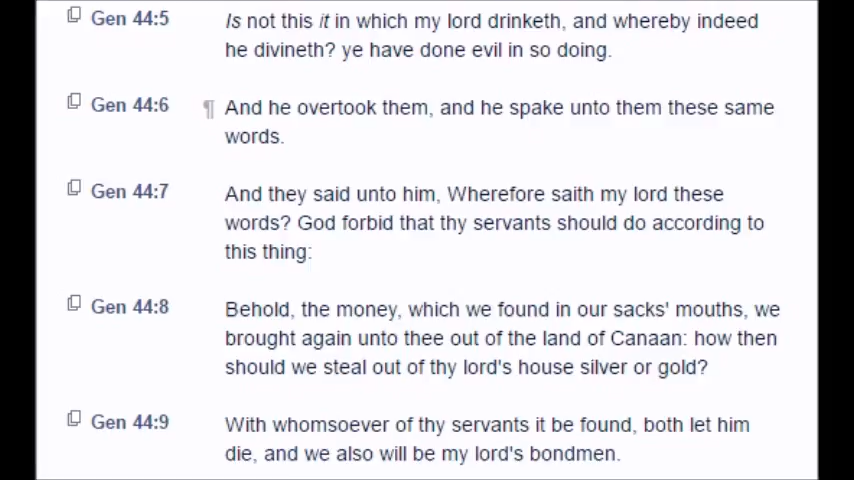 Gen 44:5 Is not this it in which my lord drinketh, and whereby indeed
he divineth? ye have done evil in so doing.
Gen 44:6 ¶ And he overtook them, and he spake unto them these same
words.
Gen 44:7 And they said unto him, Wherefore saith my lord these
words? God forbid that thy servants should do according to
this thing:
Gen 44:8 Behold, the money, which we found in our sacks' mouths, we
brought again unto thee out of the land of Canaan: how then
should we steal out of thy lord's house silver or gold?
Gen 44:9 With whomsoever of thy servants it be found, both let him
die, and we also will be my lord's bondmen.